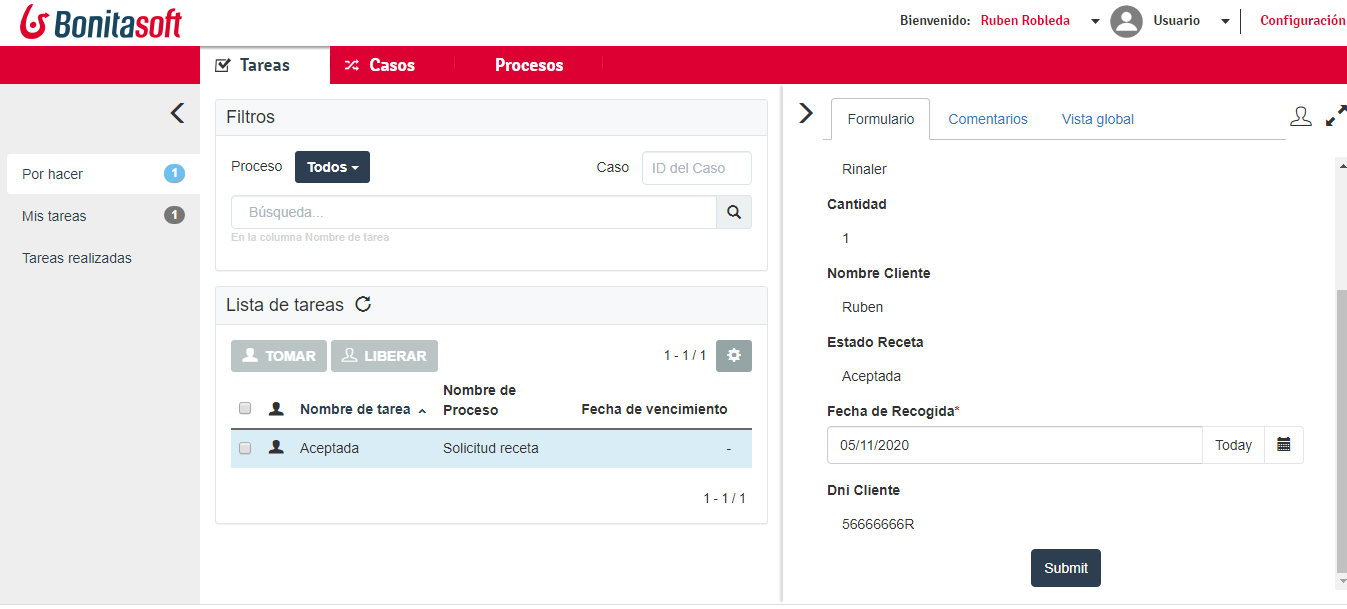 Bonitasoft
Bienvenido: Ruben Robleda Usuario Configuración
Tareas Casos Procesos
Por hacer 1
Mis tareas 1
Tareas realizadas
Filtros
Proceso Todos Caso ID del Caso
Búsqueda...
En la columna Nombre de tarea
Lista de tareas
TOMAR LIBERAR 1 - 1 / 1
Nombre de tarea Nombre de Proceso Fecha de vencimiento
Aceptada Solicitud receta -
1 - 1 / 1
Formulario Comentarios Vista global
Rinaler
Cantidad
1
Nombre Cliente
Ruben
Estado Receta
Aceptada
Fecha de Recogida*
05/11/2020 Today
Dni Cliente
56666666R
Submit